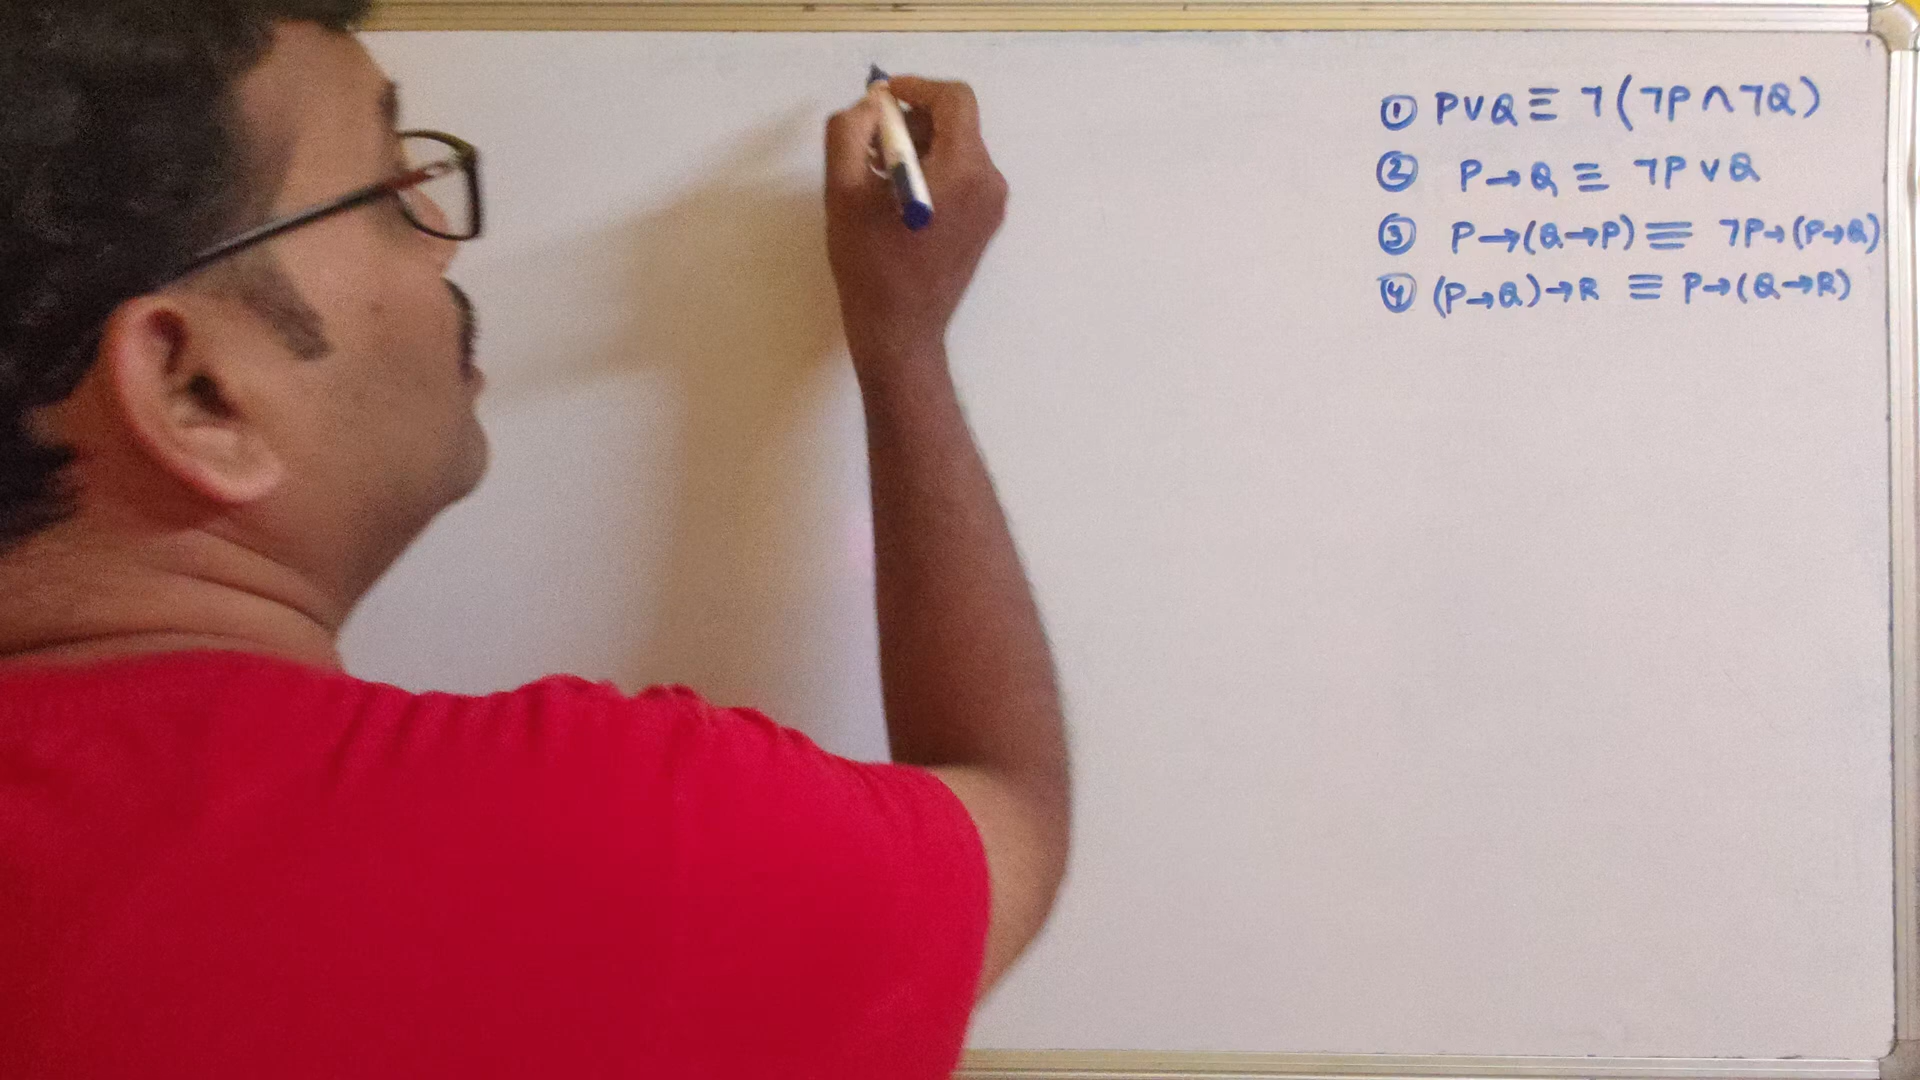 ① P∨Q ≡ ¬(¬P∧¬Q)
② P→Q ≡ ¬P∨Q
③ P→(Q→P) ≡ ¬P→(P→Q)
④ (P→Q)→R ≡ P→(Q→R)